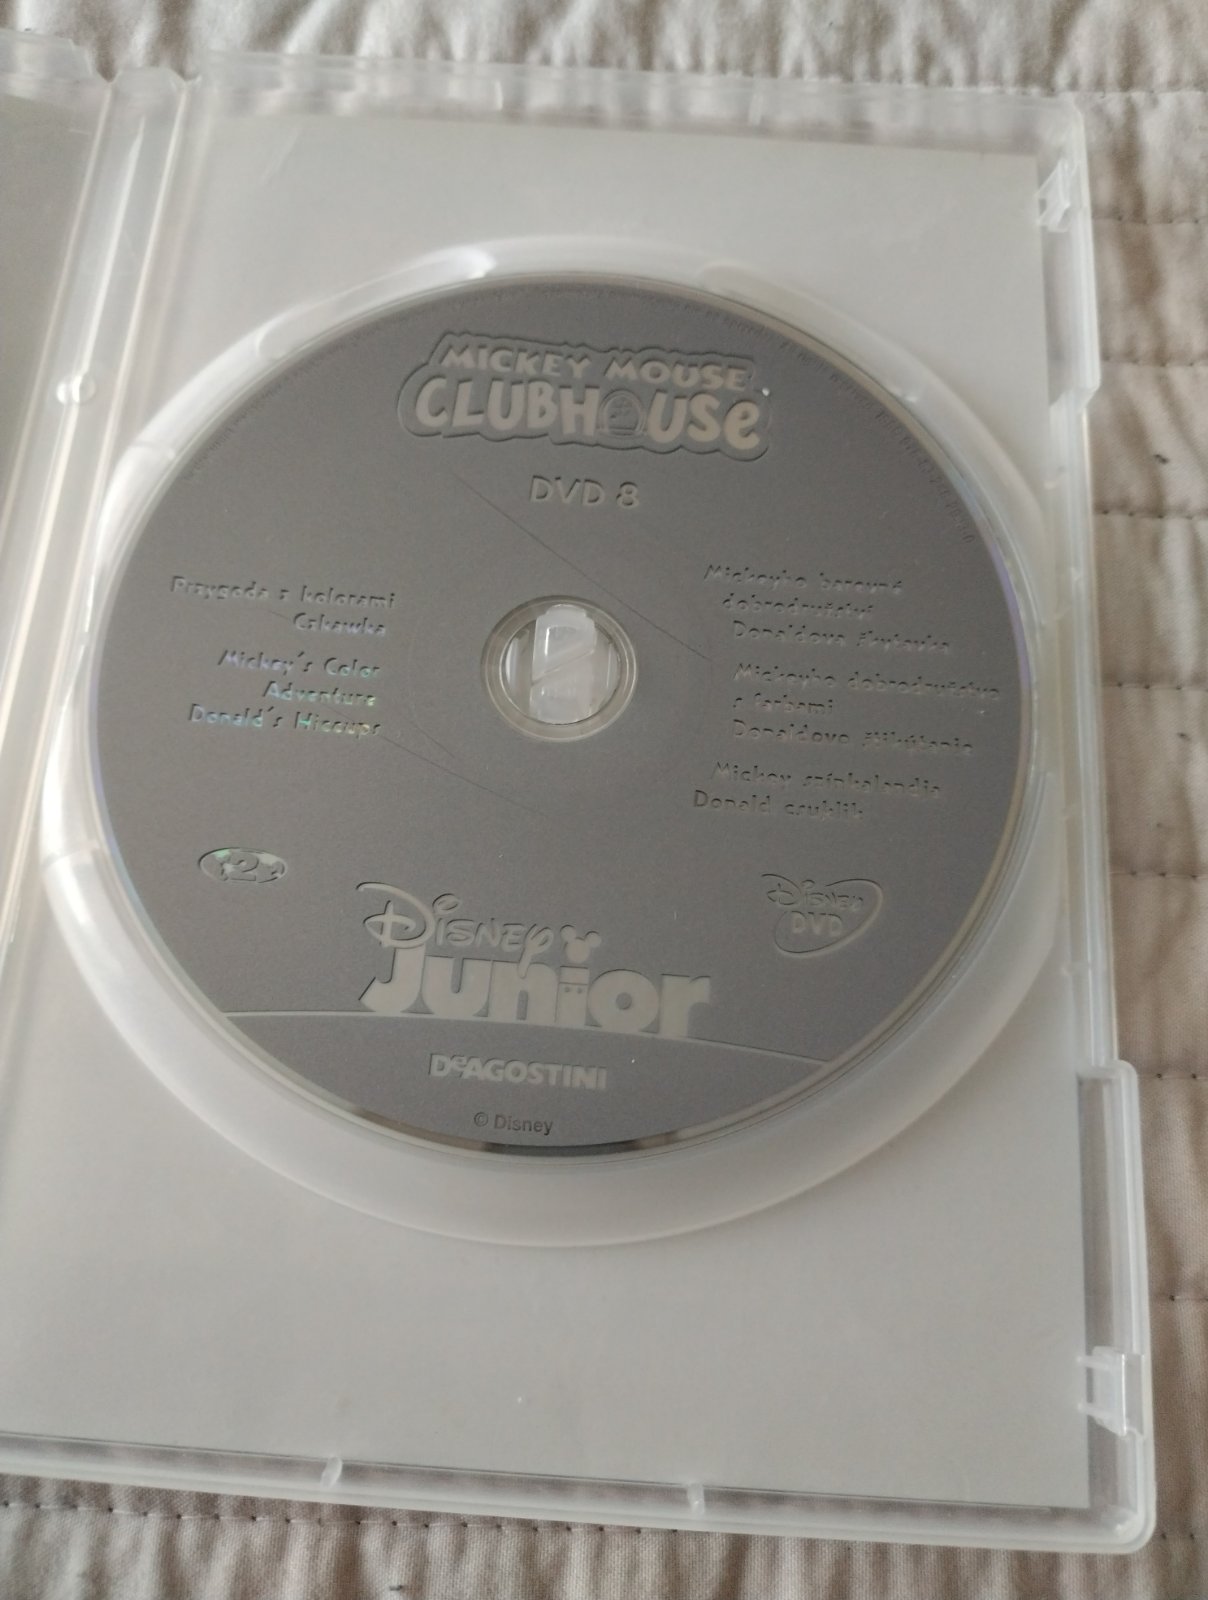 MICKEY MOUSE
CLUBHOUSE
DVD 8
Przygoda z kolorami
Czkawka
Mickey's Color
Adventure
Donald's Hiccups
Mickeyho barevné
dobrodružství
Donaldova škytavka
Mickeyho dobrodružstvo
s farbami
Donaldovo štikútanie
Mickey színkalandja
Donald csuklik
2
Disney
DVD
Disney
Junior
DeAGOSTINI
© Disney